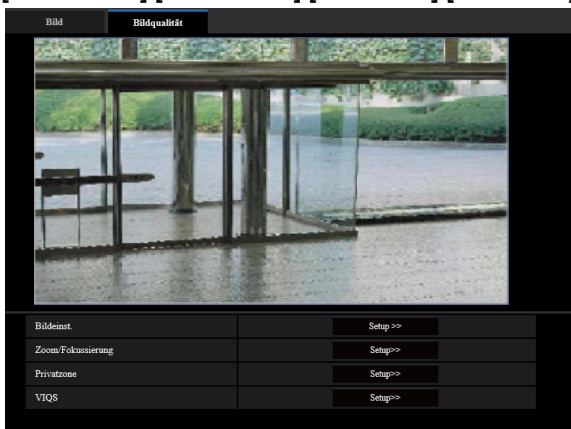 Bild Bildqualität
Bildeinst. Setup >>
Zoom/Fokussierung Setup>>
Privatzone Setup>>
VIQS Setup>>